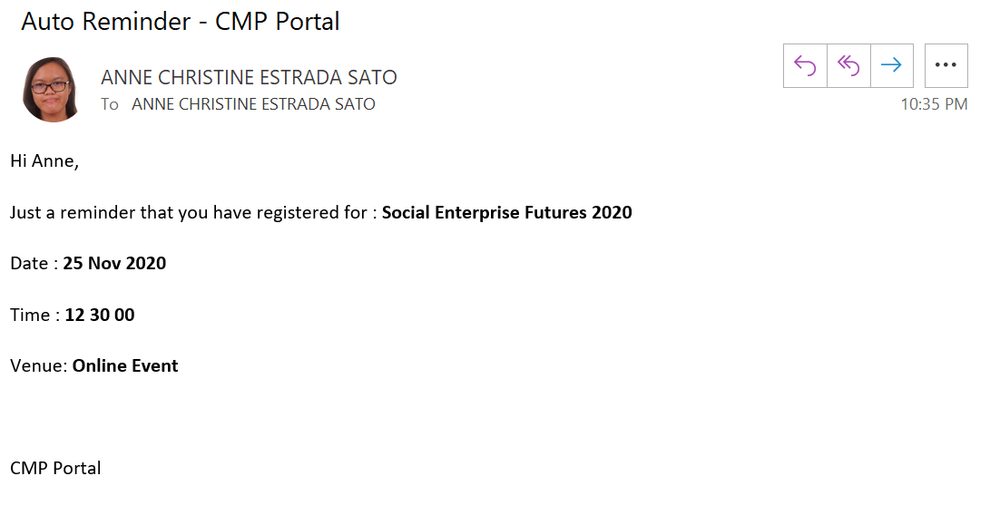 Auto Reminder - CMP Portal
ANNE CHRISTINE ESTRADA SATO
To ANNE CHRISTINE ESTRADA SATO
10:35 PM
Hi Anne,
Just a reminder that you have registered for : Social Enterprise Futures 2020
Date : 25 Nov 2020
Time : 12 30 00
Venue: Online Event
CMP Portal